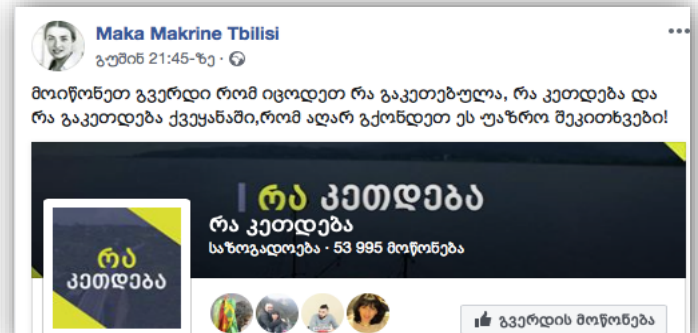 Maka Makrine Tbilisi
გუშინ 21:45-ზე ·
მოიწონეთ გვერდი რომ იცოდეთ რა გაკეთებულა, რა კეთდება და
რა გაკეთდება ქვეყანაში,რომ აღარ გქონდეთ ეს უაზრო შეკითხვები!
რა კეთდება
რა კეთდება
საზოგადოება · 53 995 მოწონება
რა
კეთდება
გვერდის მოწონება